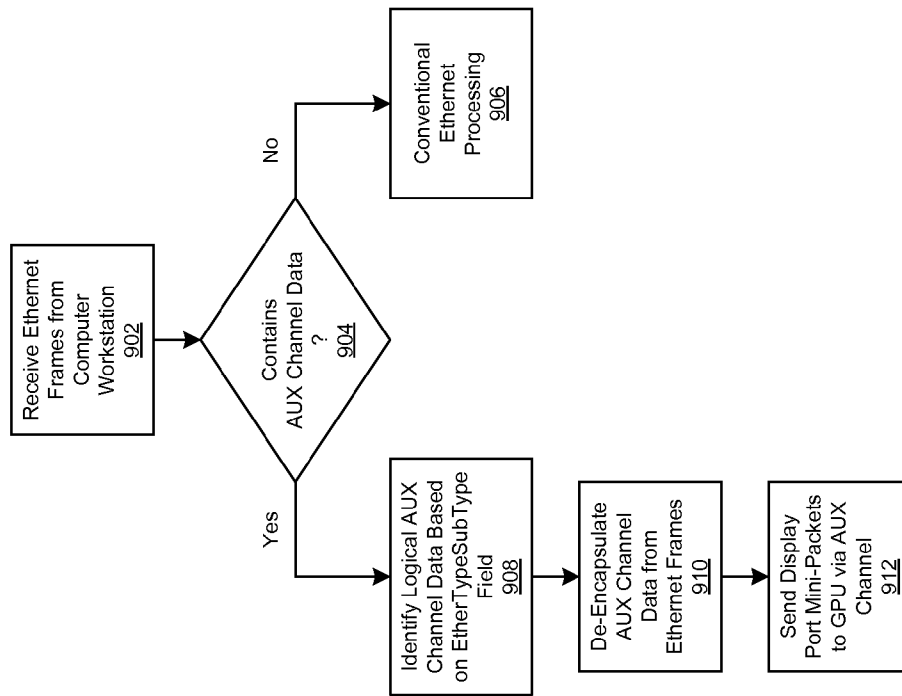 Receive Ethernet
Frames from
Computer
Workstation
902
Contains
AUX Channel Data
?
904
Yes
No
Conventional
Ethernet
Processing
906
Identify Logical AUX
Channel Data Based
on EtherTypeSubType
Field
908
De-Encapsulate
AUX Channel
Data from
Ethernet Frames
910
Send Display
Port Mini-Packets
to GPU via AUX
Channel
912